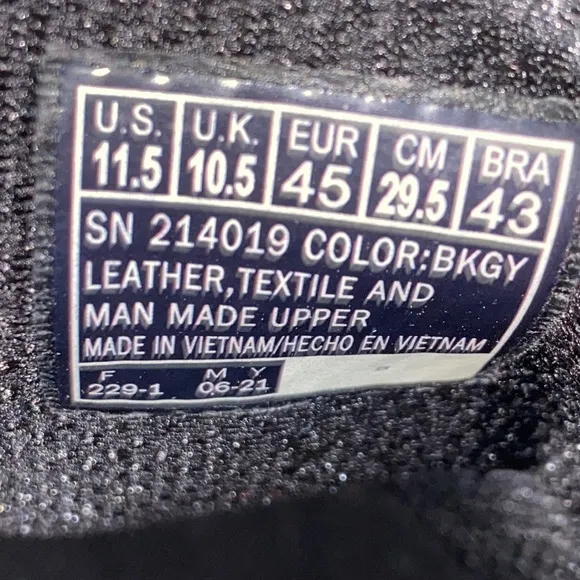 U.S. U.K. EUR CM BRA
11.5 10.5 45 29.5 43
SN 214019 COLOR:BKGY
LEATHER,TEXTILE AND
MAN MADE UPPER
MADE IN VIETNAM/HECHO EN VIETNAM
F M Y
229-1 06-21